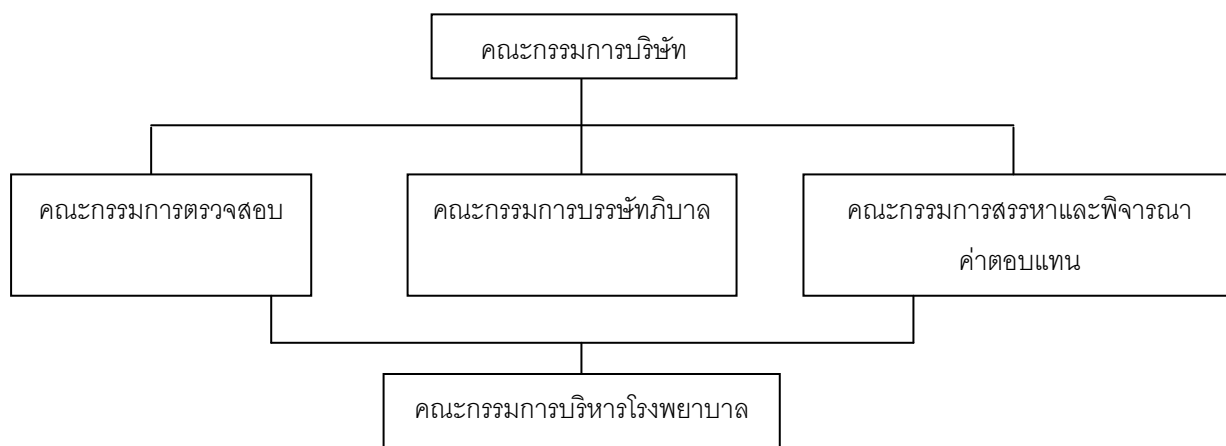 คณะกรรมการบริษัท
คณะกรรมการตรวจสอบ
คณะกรรมการบรรษัทภิบาล
คณะกรรมการสรรหาและพิจารณา
ค่าตอบแทน
คณะกรรมการบริหารโรงพยาบาล